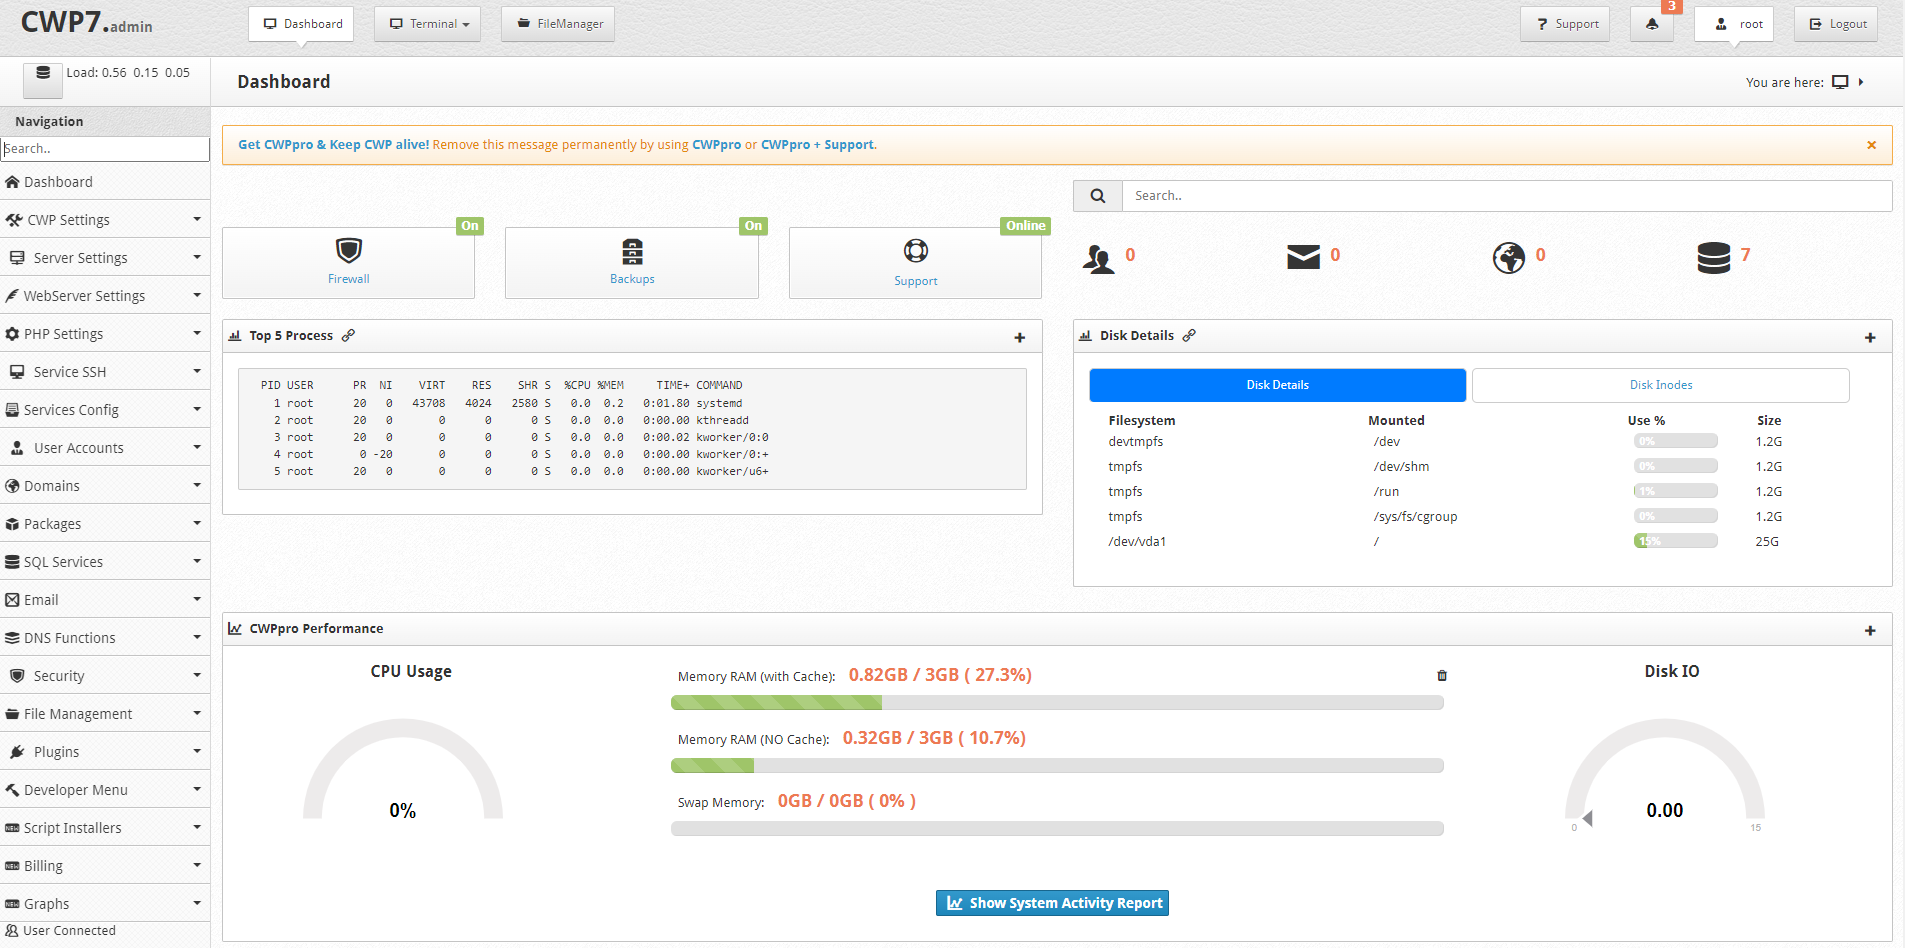 CWP7.admin
Dashboard
Terminal
FileManager
? Support
3
root
Logout
Load: 0.56 0.15 0.05
Dashboard
You are here:
Navigation
Search..
Dashboard
CWP Settings
Server Settings
WebServer Settings
PHP Settings
Service SSH
Services Config
User Accounts
Domains
Packages
SQL Services
Email
DNS Functions
Security
File Management
Plugins
Developer Menu
NEW Script Installers
NEW Billing
NEW Graphs
User Connected
Get CWPpro & Keep CWP alive! Remove this message permanently by using CWPpro or CWPpro + Support.
×
Search..
On
Firewall
On
Backups
Online
Support
0
0
0
7
Top 5 Process
PID USER PR NI VIRT RES SHR S %CPU %MEM TIME+ COMMAND
1 root 20 0 43708 4024 2580 S 0.0 0.2 0:01.80 systemd
2 root 20 0 0 0 0 S 0.0 0.0 0:00.00 kthreadd
3 root 20 0 0 0 0 S 0.0 0.0 0:00.02 kworker/0:0
4 root 0 -20 0 0 0 S 0.0 0.0 0:00.00 kworker/0:+
5 root 20 0 0 0 0 S 0.0 0.0 0:00.00 kworker/u6+
Disk Details
Disk Details
Disk Inodes
Filesystem Mounted Use % Size
devtmpfs /dev 0% 1.2G
tmpfs /dev/shm 0% 1.2G
tmpfs /run 1% 1.2G
tmpfs /sys/fs/cgroup 0% 1.2G
/dev/vda1 / 15% 25G
CWPpro Performance
CPU Usage
0%
Memory RAM (with Cache): 0.82GB / 3GB ( 27.3%)
Memory RAM (NO Cache): 0.32GB / 3GB ( 10.7%)
Swap Memory: 0GB / 0GB ( 0% )
Disk IO
0.00
0
15
Show System Activity Report